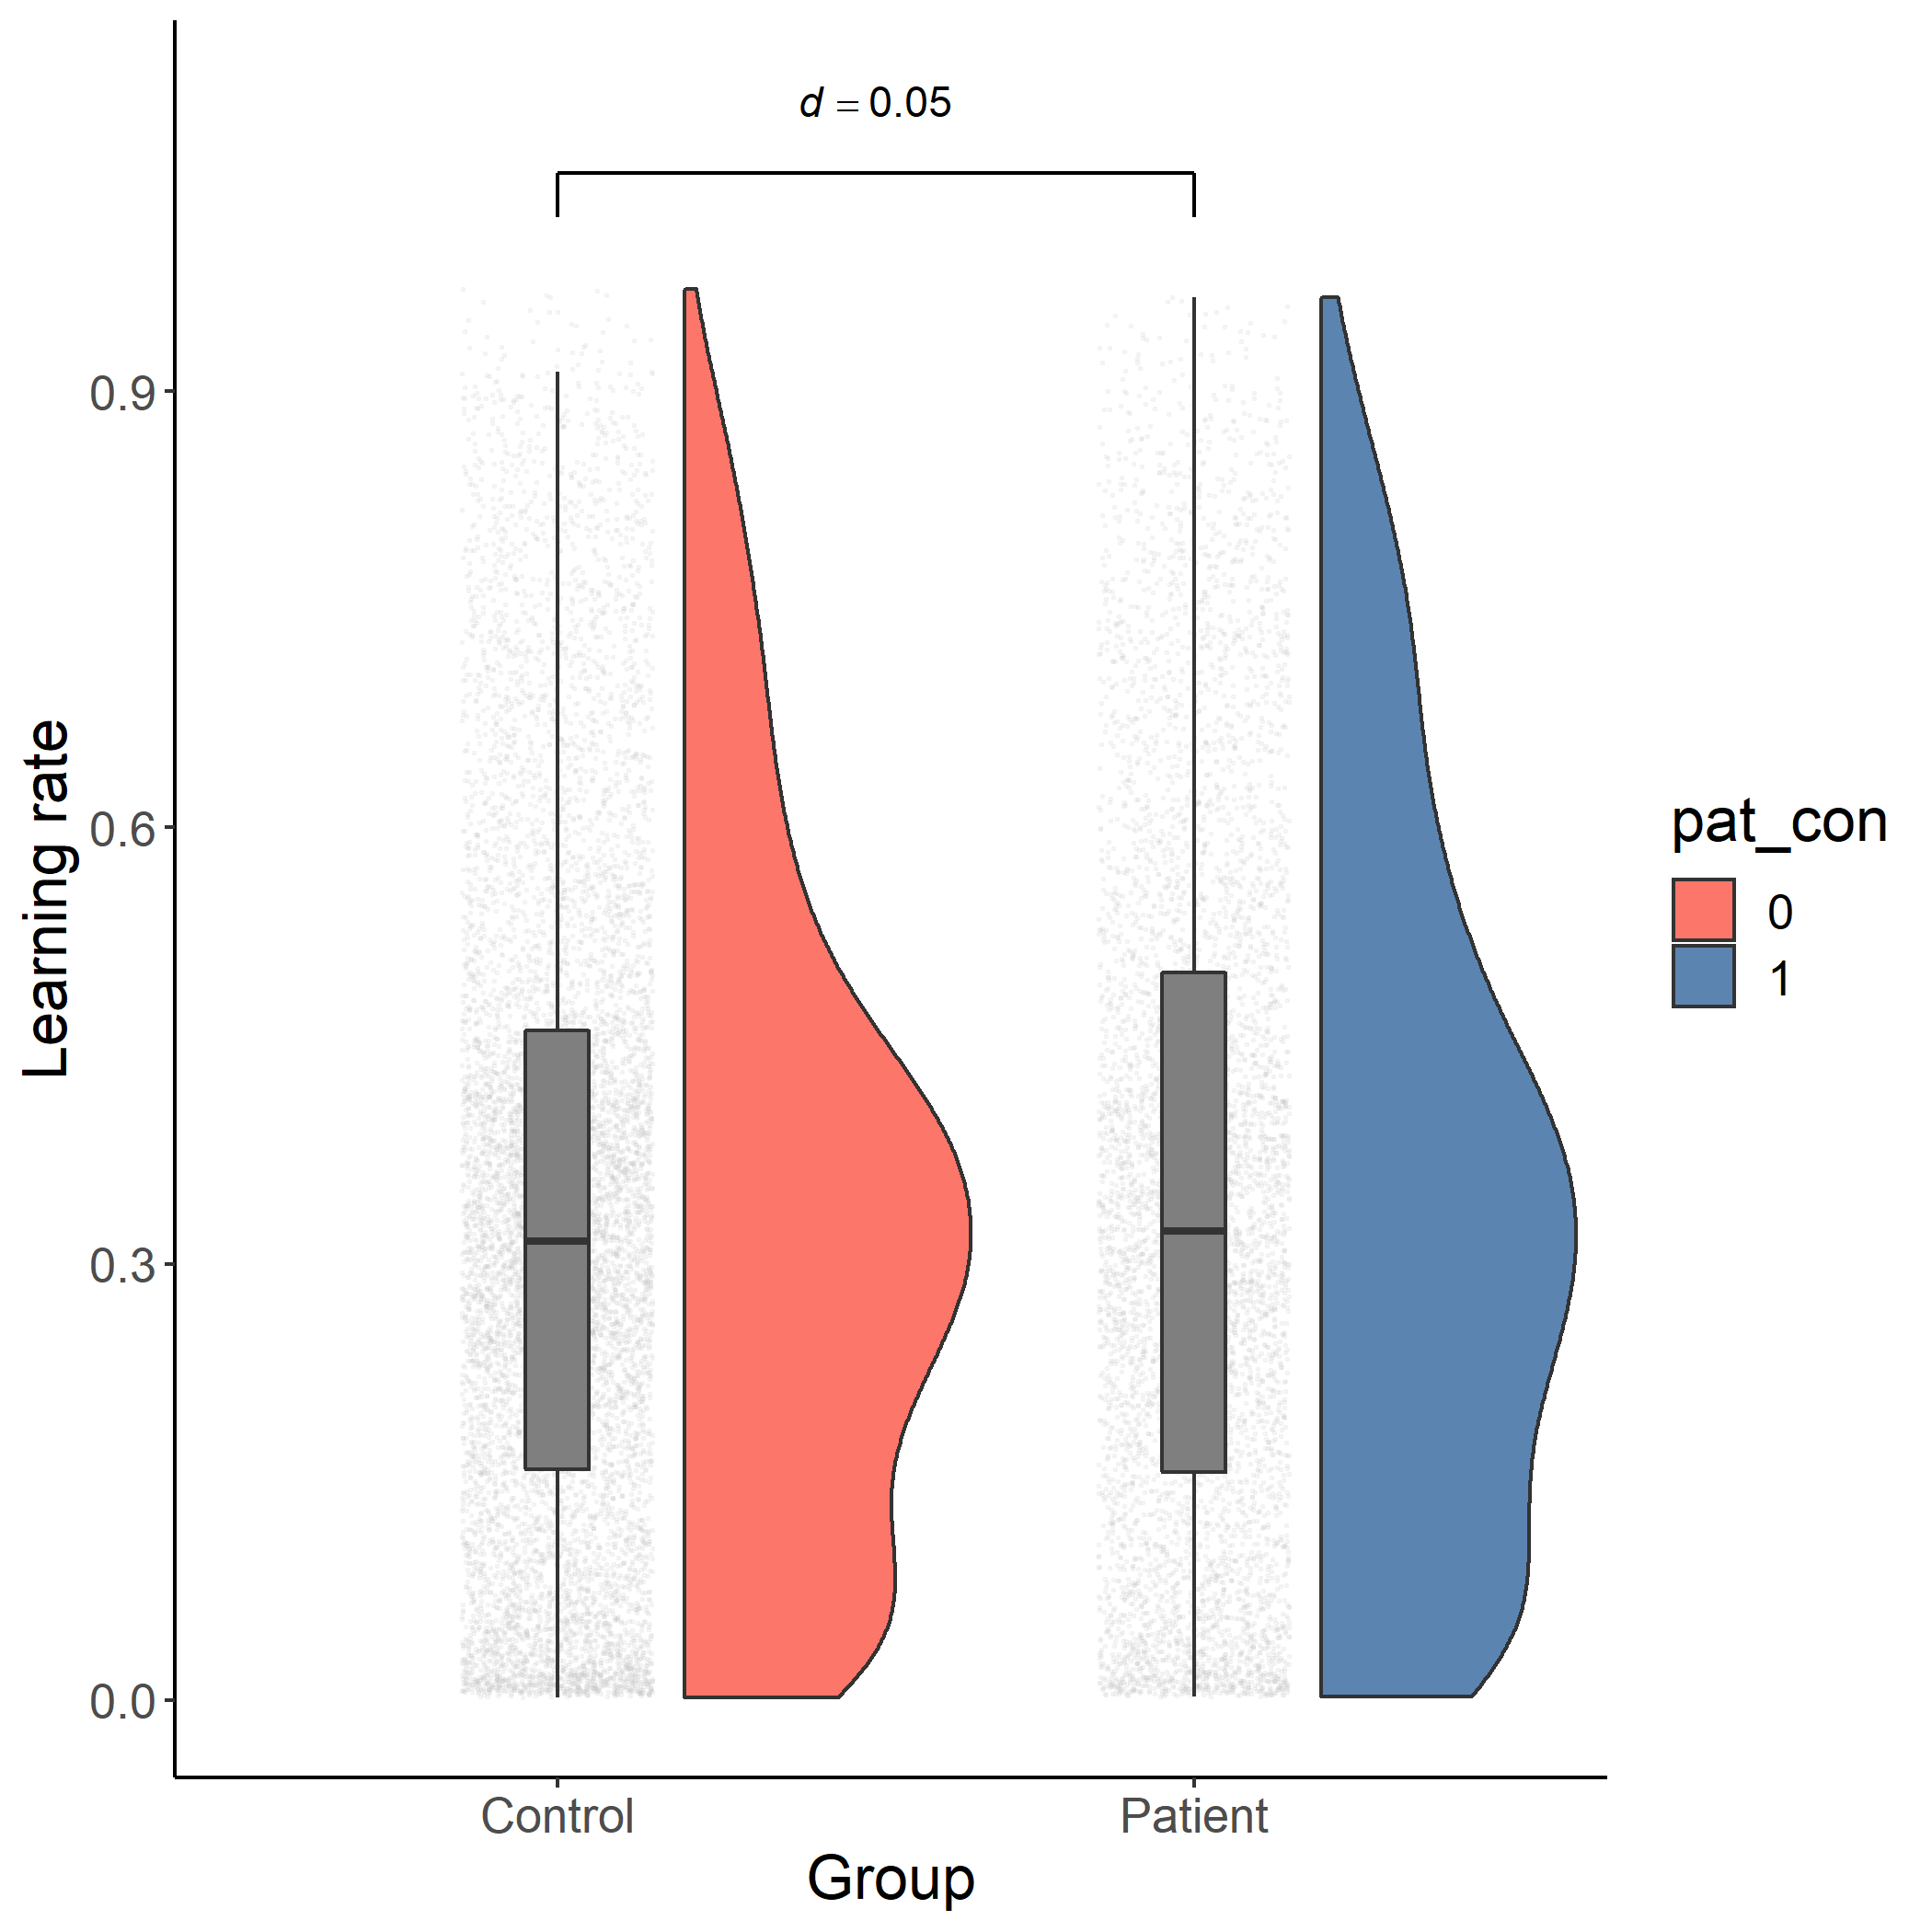 d = 0.05
0.9
0.6
0.3
0.0
Learning rate
Control
Patient
Group
pat_con
0
1